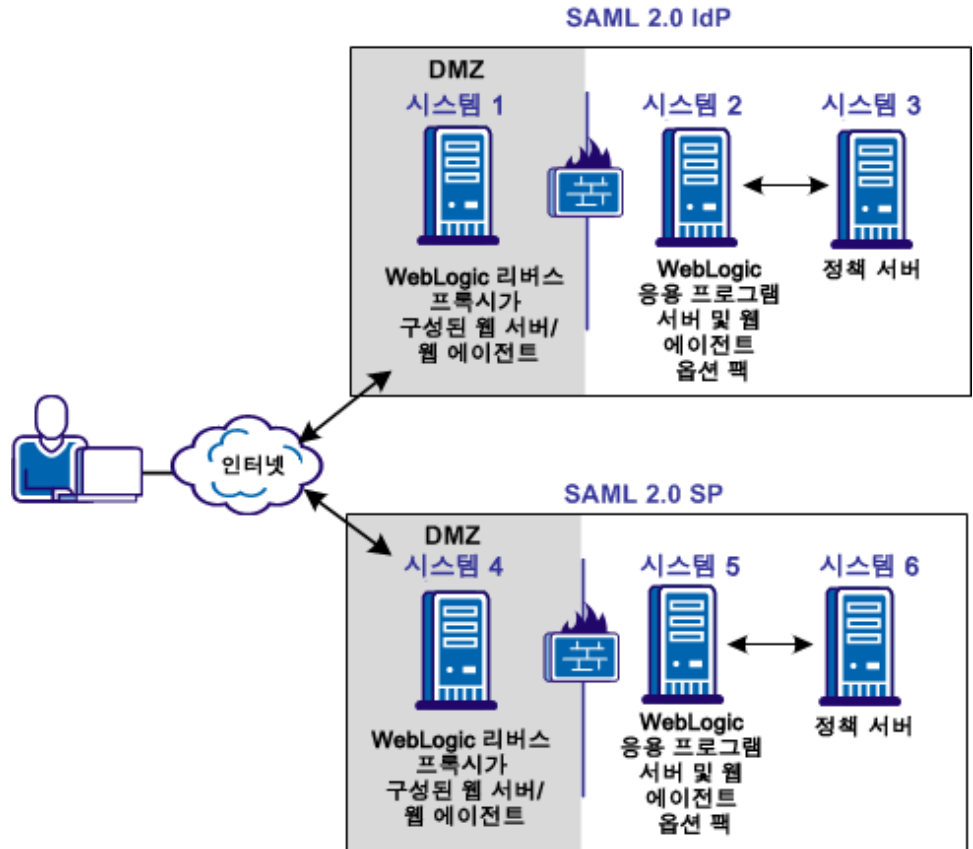 SAML 2.0 IdP
DMZ
시스템 1
시스템 2
시스템 3
WebLogic 리버스
프록시가
구성된 웹 서버/
웹 에이전트
WebLogic
응용 프로그램
서버 및 웹
에이전트
옵션 팩
정책 서버
인터넷
SAML 2.0 SP
DMZ
시스템 4
시스템 5
시스템 6
WebLogic 리버스
프록시가
구성된 웹 서버/
웹 에이전트
WebLogic
응용 프로그램
서버 및 웹
에이전트
옵션 팩
정책 서버